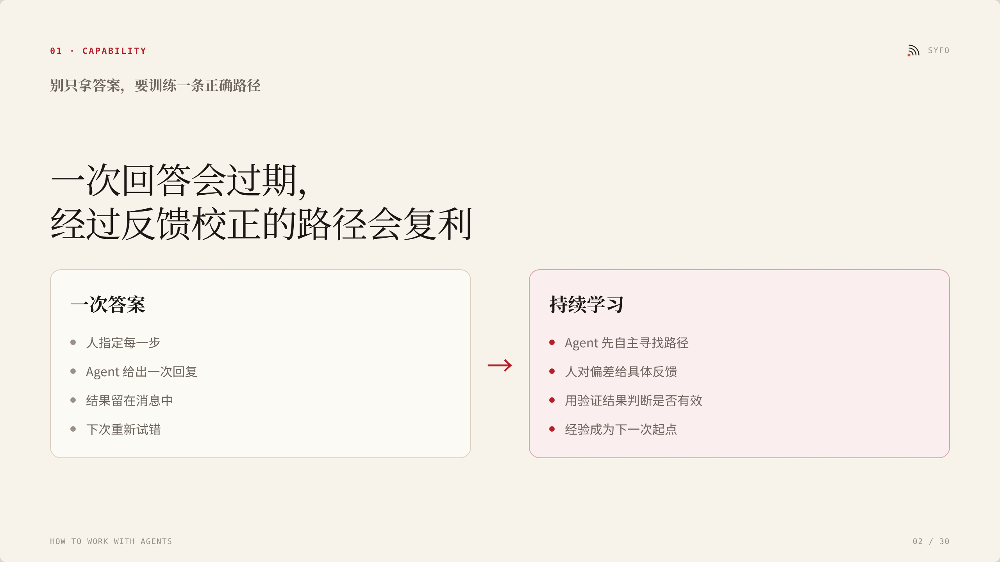 01 · CAPABILITY
SYFO
别只拿答案，要训练一条正确路径
一次回答会过期，
经过反馈校正的路径会复利
一次答案
人指定每一步
Agent 给出一次回复
结果留在消息中
下次重新试错
→
持续学习
Agent 先自主寻找路径
人对偏差给具体反馈
用验证结果判断是否有效
经验成为下一次起点
HOW TO WORK WITH AGENTS
02 / 30